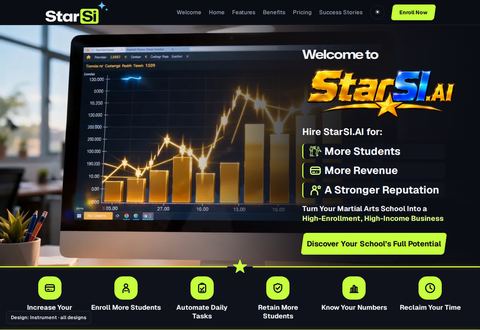 StarSi
Welcome
Home
Features
Benefits
Pricing
Success Stories
Enroll Now
Welcome to
StarSI.AI
Hire StarSI.AI for:
More Students
More Revenue
A Stronger Reputation
Turn Your Martial Arts School Into a
High-Enrollment, High-Income Business
Discover Your School's Full Potential
Increase Your
Enroll More Students
Automate Daily
Tasks
Retain More
Students
Know Your Numbers
Reclaim Your Time
Design: Instrument · all designs